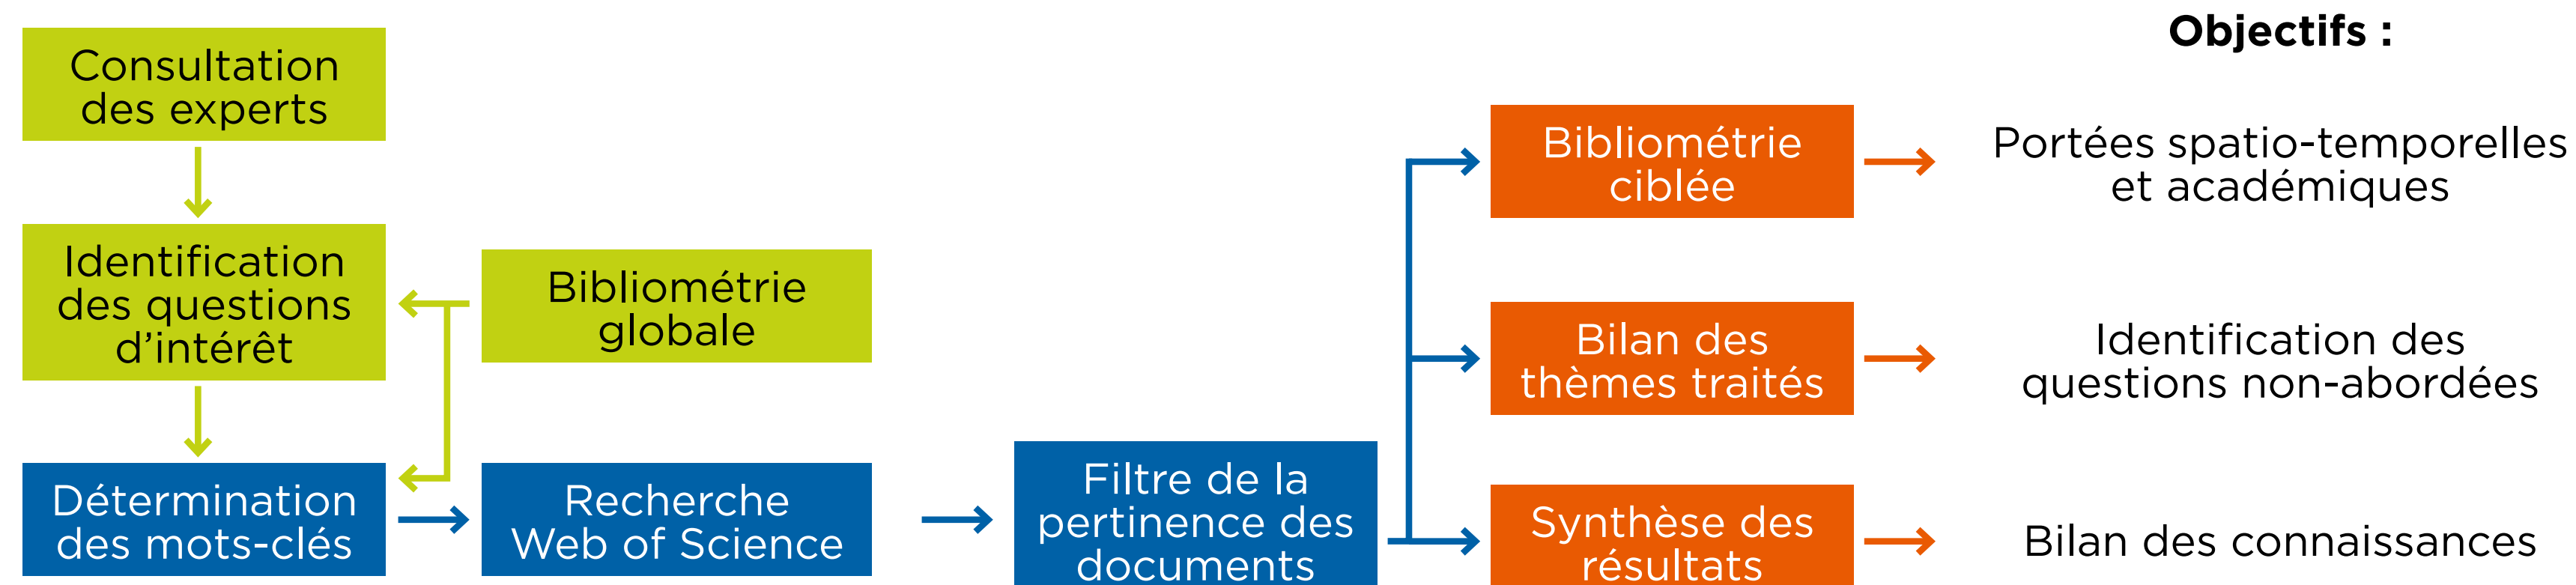 Consultation
des experts
Identification
des questions
d’intérêt
Bibliométrie
globale
Détermination
des mots-clés
Recherche
Web of Science
Filtre de la
pertinence des
documents
Bibliométrie
ciblée
Bilan des
thèmes traités
Synthèse des
résultats
Objectifs :
Portées spatio-temporelles
et académiques
Identification des
questions non-abordées
Bilan des connaissances